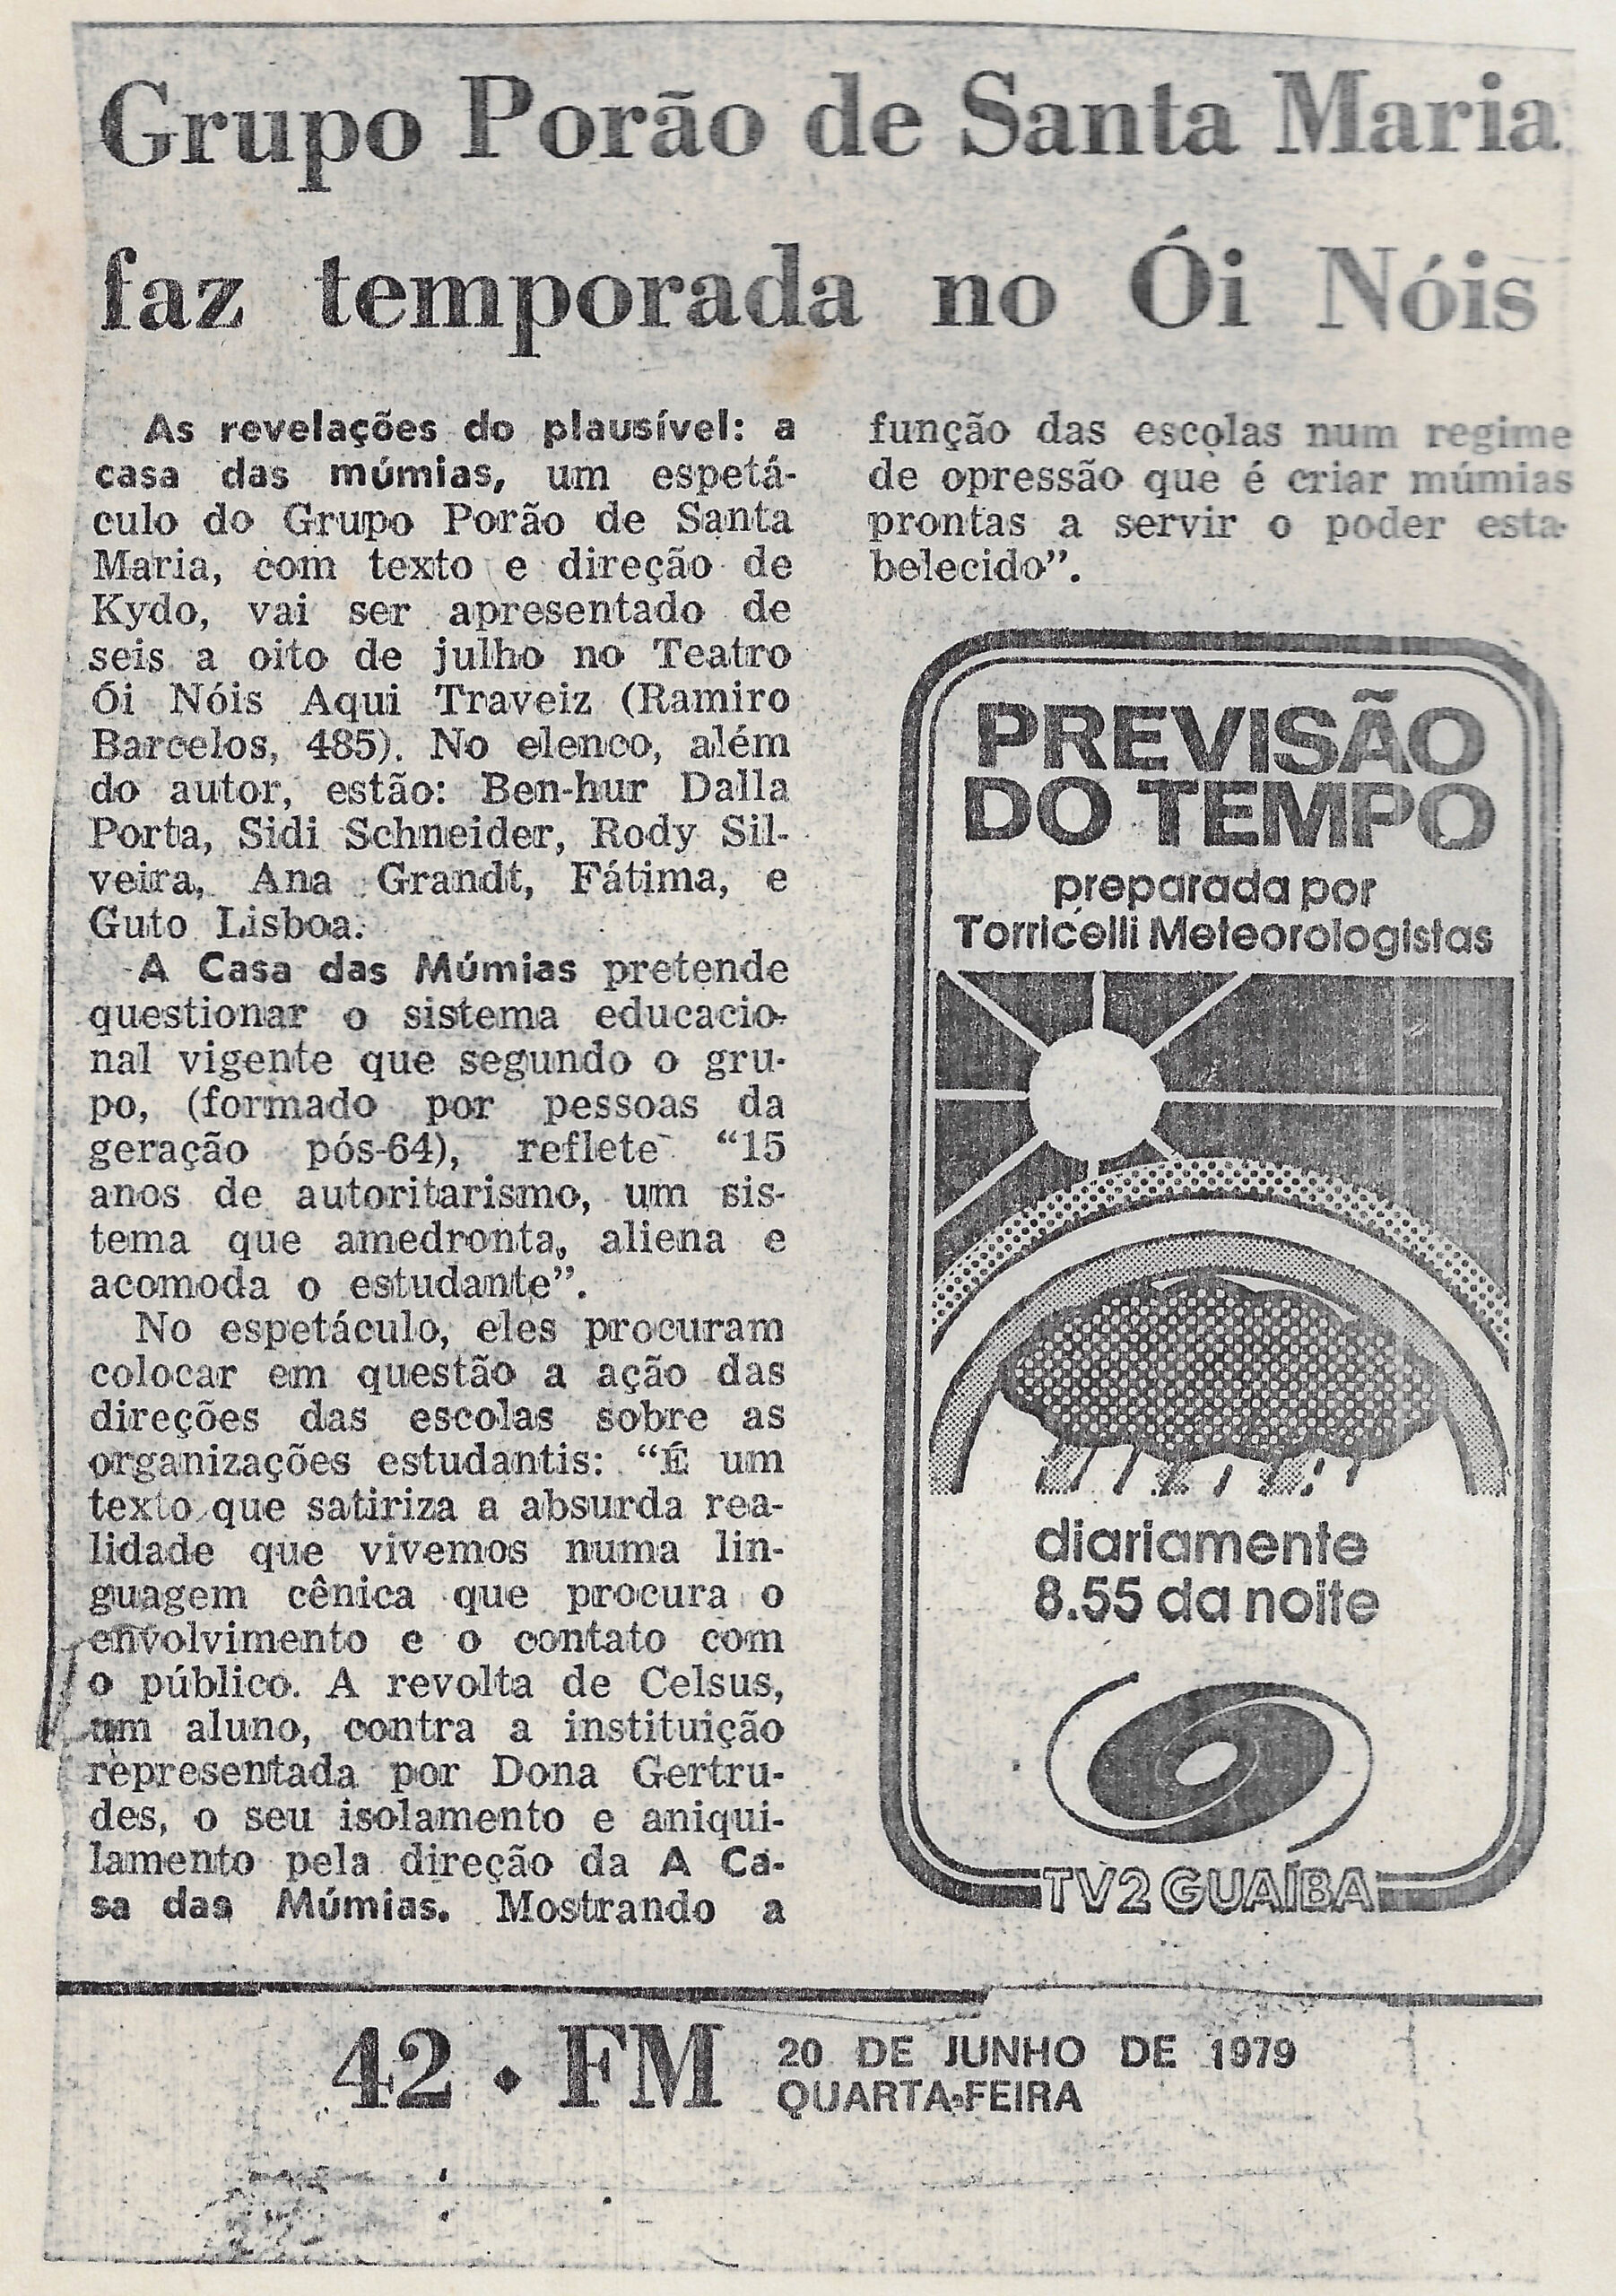 Grupo Porão de Santa Maria
faz temporada no Ói Nóis
As revelações do plausível: a
casa das múmias, um espetá-
culo do Grupo Porão de Santa
Maria, com texto e direção de
Kydo, vai ser apresentado de
seis a oito de julho no Teatro
Ói Nóis Aqui Traveiz (Ramiro
Barcelos, 485). No elenco, além
do autor, estão: Ben-hur Dalla
Porta, Sidi Schneider, Rody Sil-
veira, Ana Grandt, Fátima, e
Guto Lisboa.
A Casa das Múmias pretende
questionar o sistema educacio-
nal vigente que segundo o gru-
po, (formado por pessoas da
geração pós-64), reflete “15
anos de autoritarismo, um sis-
tema que amedronta, aliena e
acomoda o estudante”.
No espetáculo, eles procuram
colocar em questão a ação das
direções das escolas sobre as
organizações estudantis: “É um
texto que satiriza a absurda rea-
lidade que vivemos numa lin-
guagem cênica que procura o
envolvimento e o contato com
o público. A revolta de Celsus,
um aluno, contra a instituição
representada por Dona Gertru-
des, o seu isolamento e aniqui-
lamento pela direção da A Ca-
sa das Múmias. Mostrando a
função das escolas num regime
de opressão que é criar múmias
prontas a servir o poder esta-
belecido”.
PREVISÃO
DO TEMPO
preparada por
Torricelli Meteorologistas
diariamente
8.55 da noite
TV2 GUAÍBA
42 • FM
20 DE JUNHO DE 1979
QUARTA-FEIRA